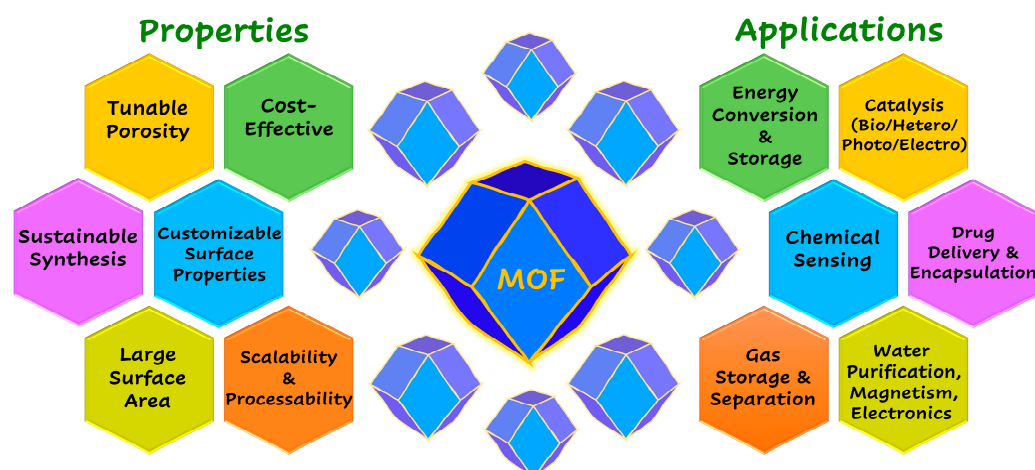 Properties
Tunable
Porosity
Cost-
Effective
Sustainable
Synthesis
Customizable
Surface
Properties
Large
Surface
Area
Scalability
&
Processability
MOF
Applications
Energy
Conversion
&
Storage
Catalysis
(Bio/Hetero/
Photo/Electro)
Chemical
Sensing
Drug
Delivery &
Encapsulation
Gas
Storage &
Separation
Water
Purification,
Magnetism,
Electronics